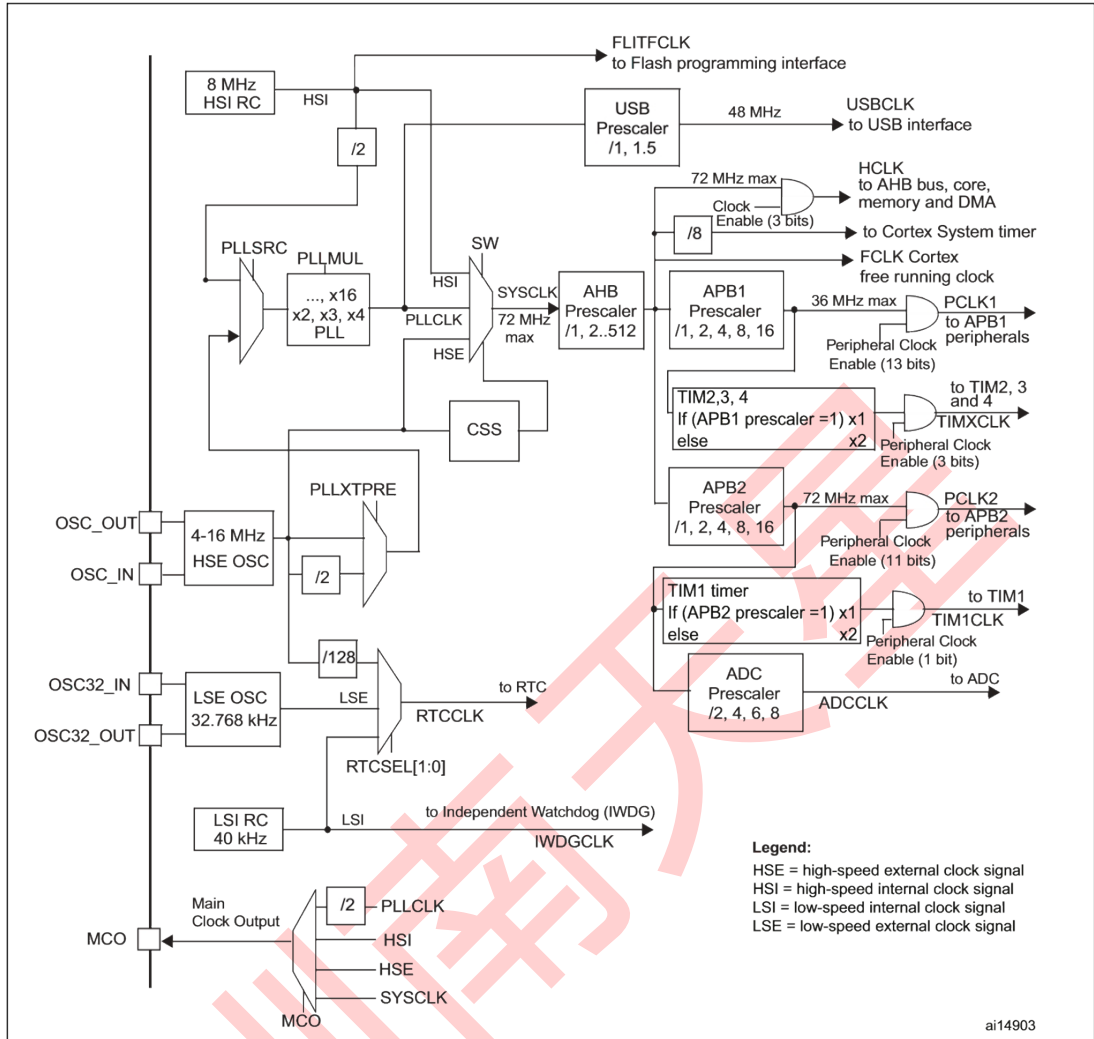 FLITFCLK
to Flash programming interface
8 MHz
HSI RC
HSI
/2
USB
Prescaler
/1, 1.5
48 MHz
USBCLK
to USB interface
72 MHz max
Clock
Enable (3 bits)
HCLK
to AHB bus, core,
memory and DMA
/8
to Cortex System timer
FCLK Cortex
free running clock
PLLSRC
PLLMUL
..., x16
x2, x3, x4
PLL
SW
HSI
PLLCLK
HSE
SYSCLK
72 MHz
max
AHB
Prescaler
/1, 2..512
APB1
Prescaler
/1, 2, 4, 8, 16
36 MHz max
PCLK1
to APB1
peripherals
Peripheral Clock
Enable (13 bits)
TIM2,3, 4
If (APB1 prescaler =1) x1
else x2
to TIM2, 3
and 4
TIMXCLK
Peripheral Clock
Enable (3 bits)
CSS
APB2
Prescaler
/1, 2, 4, 8, 16
72 MHz max
PCLK2
to APB2
peripherals
Peripheral Clock
Enable (11 bits)
PLLXTPRE
OSC_OUT
OSC_IN
4-16 MHz
HSE OSC
/2
TIM1 timer
If (APB2 prescaler =1) x1
else x2
to TIM1
TIM1CLK
Peripheral Clock
Enable (1 bit)
/128
OSC32_IN
OSC32_OUT
LSE OSC
32.768 kHz
LSE
to RTC
RTCCLK
RTCSEL[1:0]
ADC
Prescaler
/2, 4, 6, 8
to ADC
ADCCLK
LSI RC
40 kHz
LSI
to Independent Watchdog (IWDG)
IWDGCLK
Legend:
HSE = high-speed external clock signal
HSI = high-speed internal clock signal
LSI = low-speed internal clock signal
LSE = low-speed external clock signal
Main
Clock Output
MCO
/2
PLLCLK
HSI
HSE
SYSCLK
MCO
ai14903
南天星